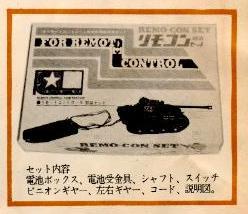 REMO-CON SET
リモコン
FOR REMOT
CONTROL
REMO-CON SET
セット内容
電池ボックス、電池受金具、シャフト、スイッチ
ピニオンギヤー、左右ギヤー、コード、説明図。